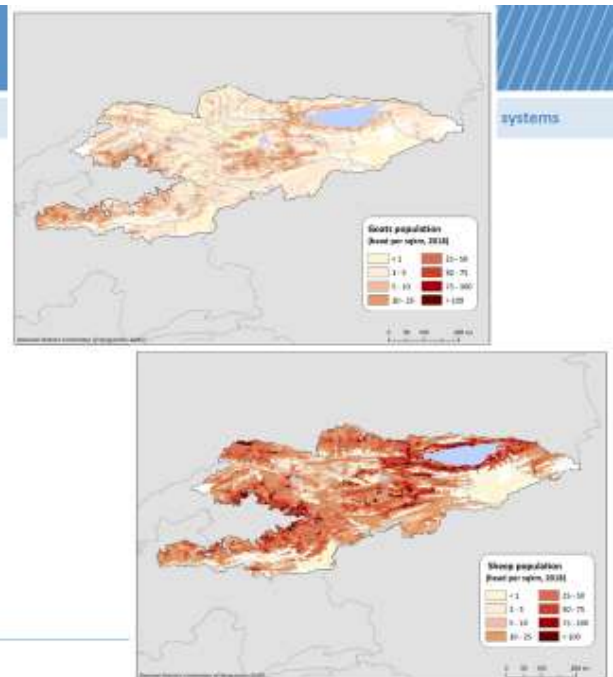 systems
Goats population
(head per sqkm, 2018)
< 1
1 - 5
5 - 10
10 - 25
25 - 50
50 - 75
75 - 100
> 100
Sheep population
(head per sqkm, 2018)
< 1
1 - 5
5 - 10
10 - 25
25 - 50
50 - 75
75 - 100
> 100